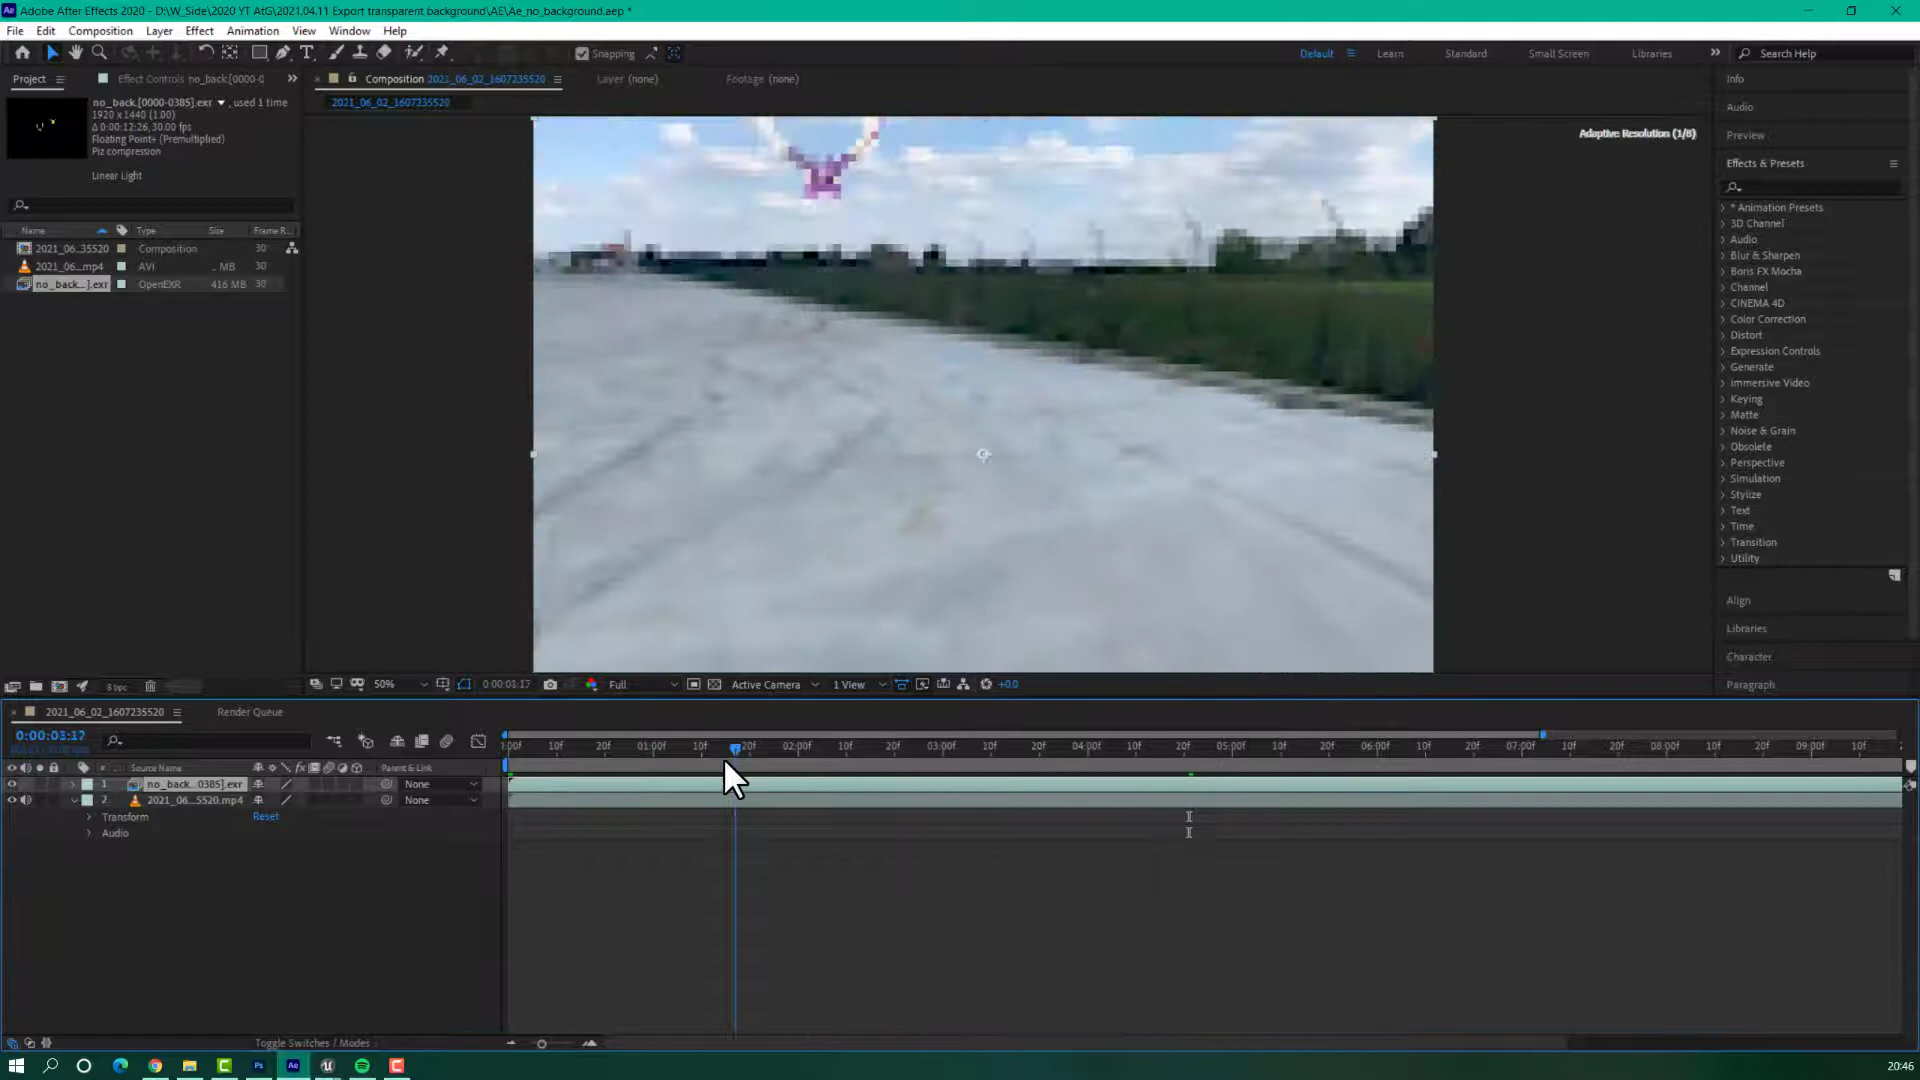 Adobe After Effects 2020 - D:\W_Side\2020 YT AtG\2021.04.11 Export transparent background\AE\Ae_no_background.aep *
File Edit Composition Layer Effect Animation View Window Help
Snapping
Default Learn Standard Small Screen Libraries Search Help
Project
Effect Controls no_back.[0000-0
Composition 2021_06_02_1607235520
Layer (none)
Footage (none)
2021_06_02_1607235520
no_back.[0000-0385].exr , used 1 time
1920 x 1440 (1.00)
Δ 0:00:12:26, 30.00 fps
Floating Point+ (Premultiplied)
Piz compression
Linear Light
Name Type Size Frame R...
2021_06..35520 Composition 30
2021_06...mp4 AVI .. MB 30
no_back...].exr OpenEXR 416 MB 30
8 bpc
Adaptive Resolution (1/8)
50% 0:00:01:17 Full Active Camera 1 View +0.0
Info
Audio
Preview
Effects & Presets
* Animation Presets
3D Channel
Audio
Blur & Sharpen
Boris FX Mocha
Channel
CINEMA 4D
Color Correction
Distort
Expression Controls
Generate
Immersive Video
Keying
Matte
Noise & Grain
Obsolete
Perspective
Simulation
Stylize
Text
Time
Transition
Utility
Align
Libraries
Character
Paragraph
2021_06_02_1607235520
Render Queue
# Source Name Parent & Link
:00f 10f 20f 01:00f 10f 20f 02:00f 10f 20f 03:00f 10f 20f 04:00f 10f 20f 05:00f 10f 20f 06:00f 10f 20f 07:00f 10f 20f 08:00f 10f 20f 09:00f 10f
1 no_back...0385].exr None
2 2021_06...5520.mp4 None
Transform Reset
Audio
Toggle Switches / Modes
20:46